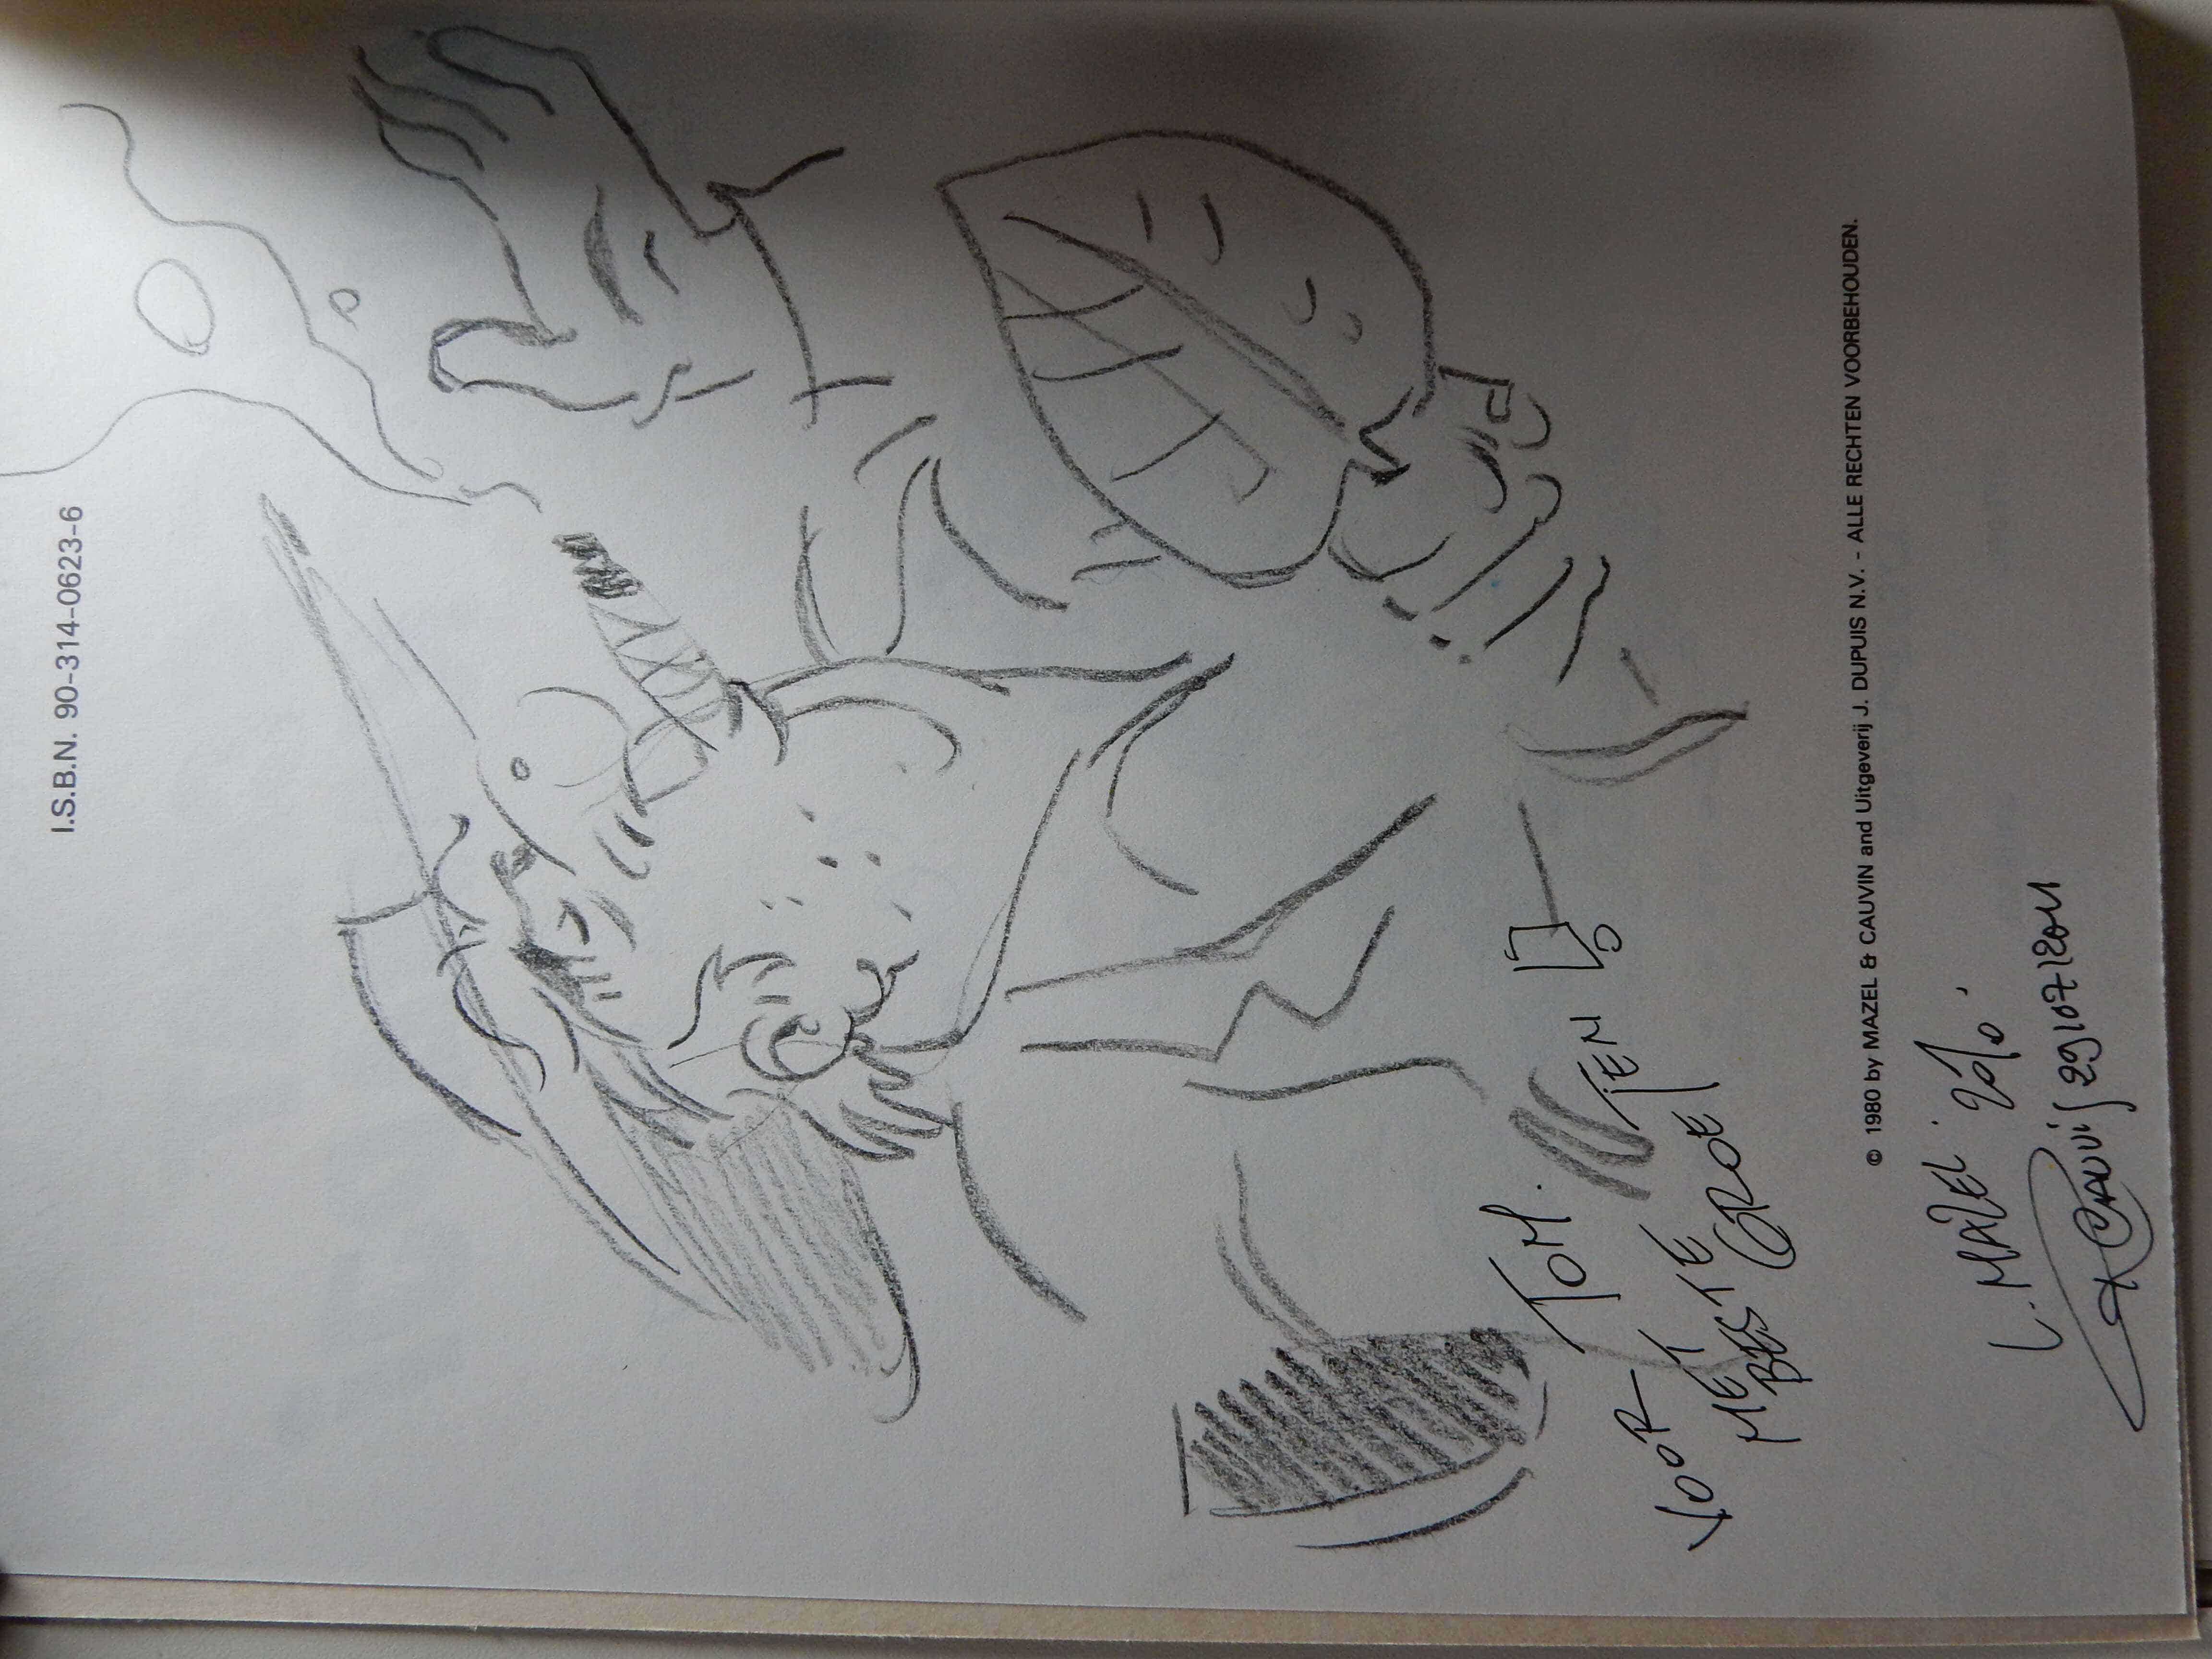 I.S.B.N. 90-314-0623-6
VOOR TOM.
MET
BESTE
GROETEN
© 1980 by MAZEL & CAUVIN and Uitgeverij J. DUPUIS N.V. - ALLE RECHTEN VOORBEHOUDEN.
L. MAZEL.
R CAUVIN 29/07/2011